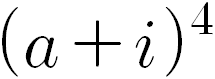 (a + i)⁴